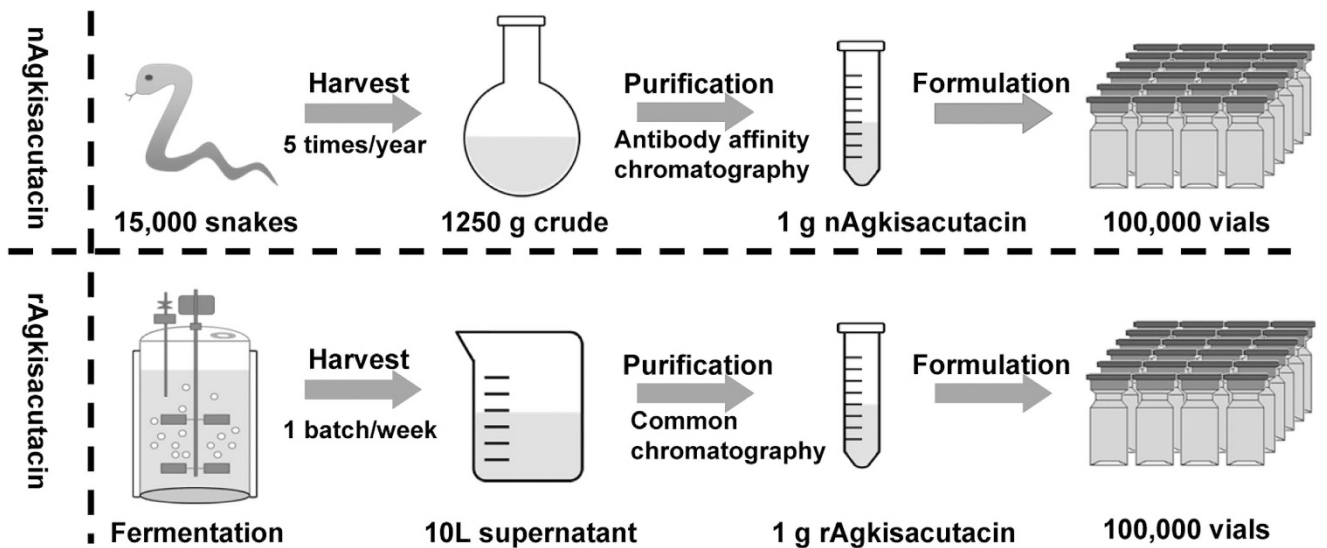 nAgkisacutacin
Harvest
5 times/year
Purification
Antibody affinity
chromatography
Formulation
15,000 snakes
1250 g crude
1 g nAgkisacutacin
100,000 vials
rAgkisacutacin
Harvest
1 batch/week
Purification
Common
chromatography
Formulation
Fermentation
10L supernatant
1 g rAgkisacutacin
100,000 vials